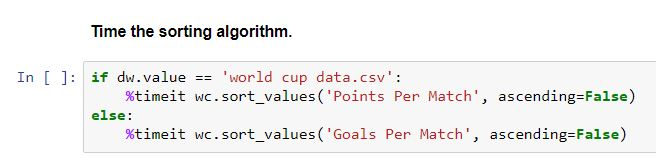 Time the sorting algorithm.
In [ ]: if dw.value == 'world cup data.csv':
%timeit wc.sort_values('Points Per Match', ascending=False)
else:
%timeit wc.sort_values('Goals Per Match', ascending=False)